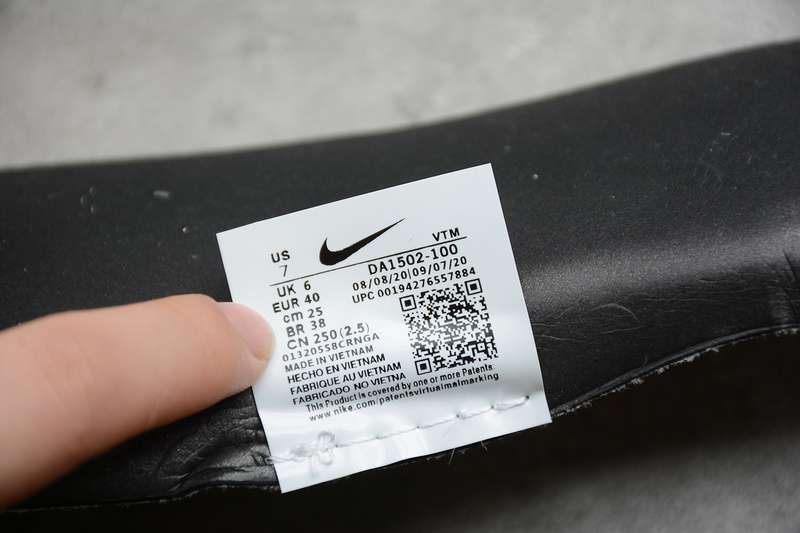 US
7
VTM
UK 6
DA1502-100
EUR 40
08/08/20|09/07/20
cm 25
UPC 00194276557884
BR 38
CN 250 (2.5)
01320558CRNGA
MADE IN VIETNAM
HECHO EN VIETNAM
FABRIQUE AU VIETNAM
FABRICADO NO VIETNA
This Product is covered by one or more Patents
www.nike.com/patentsvirtualmalmarking